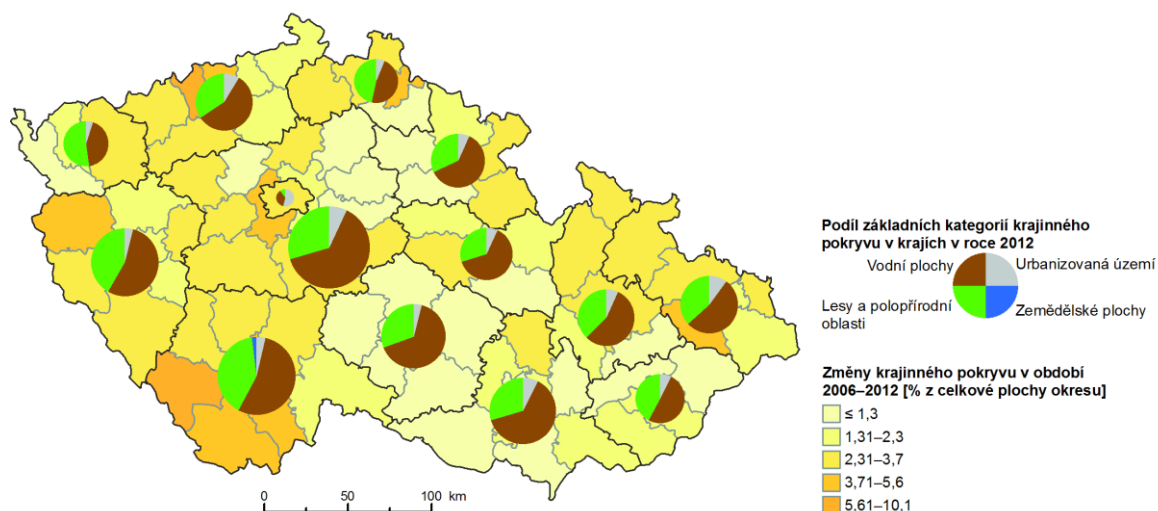 Podíl základních kategorií krajinného
pokryvu v krajích v roce 2012
Vodní plochy
Urbanizovaná území
Lesy a polopřírodní
oblasti
Zemědělské plochy
Změny krajinného pokryvu v období
2006–2012 [% z celkové plochy okresu]
≤ 1,3
1,31–2,3
2,31–3,7
3,71–5,6
5,61–10,1
0 50 100 km